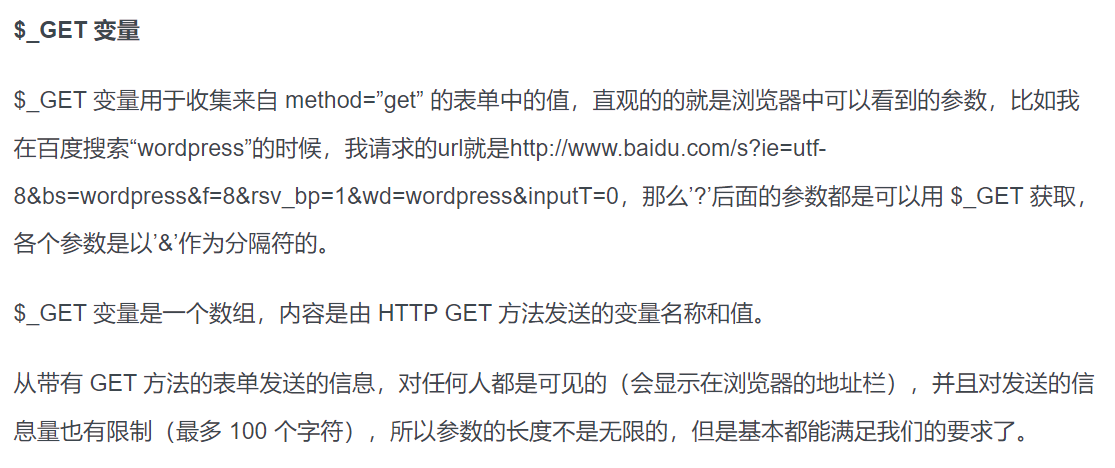 $_GET 变量
$_GET 变量用于收集来自 method=”get” 的表单中的值，直观的的就是浏览器中可以看到的参数，比如我
在百度搜索“wordpress”的时候，我请求的url就是http://www.baidu.com/s?ie=utf-
8&bs=wordpress&f=8&rsv_bp=1&wd=wordpress&inputT=0，那么’?’后面的参数都是可以用 $_GET 获取，
各个参数是以’&’作为分隔符的。
$_GET 变量是一个数组，内容是由 HTTP GET 方法发送的变量名称和值。
从带有 GET 方法的表单发送的信息，对任何人都是可见的（会显示在浏览器的地址栏），并且对发送的信
息量也有限制（最多 100 个字符），所以参数的长度不是无限的，但是基本都能满足我们的要求了。